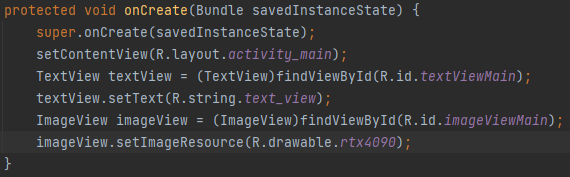 protected void onCreate(Bundle savedInstanceState) {
    super.onCreate(savedInstanceState);
    setContentView(R.layout.activity_main);
    TextView textView = (TextView)findViewById(R.id.textViewMain);
    textView.setText(R.string.text_view);
    ImageView imageView = (ImageView)findViewById(R.id.imageViewMain);
    imageView.setImageResource(R.drawable.rtx4090);
}